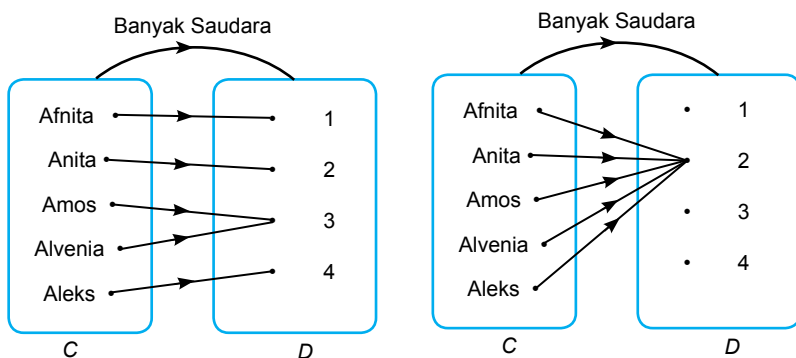 Banyak Saudara
Afnita 1
Anita 2
Amos
3
Alvenia
Aleks 4
C D
Banyak Saudara
Afnita 1
Anita 2
Amos
3
Alvenia
4
Aleks
C D